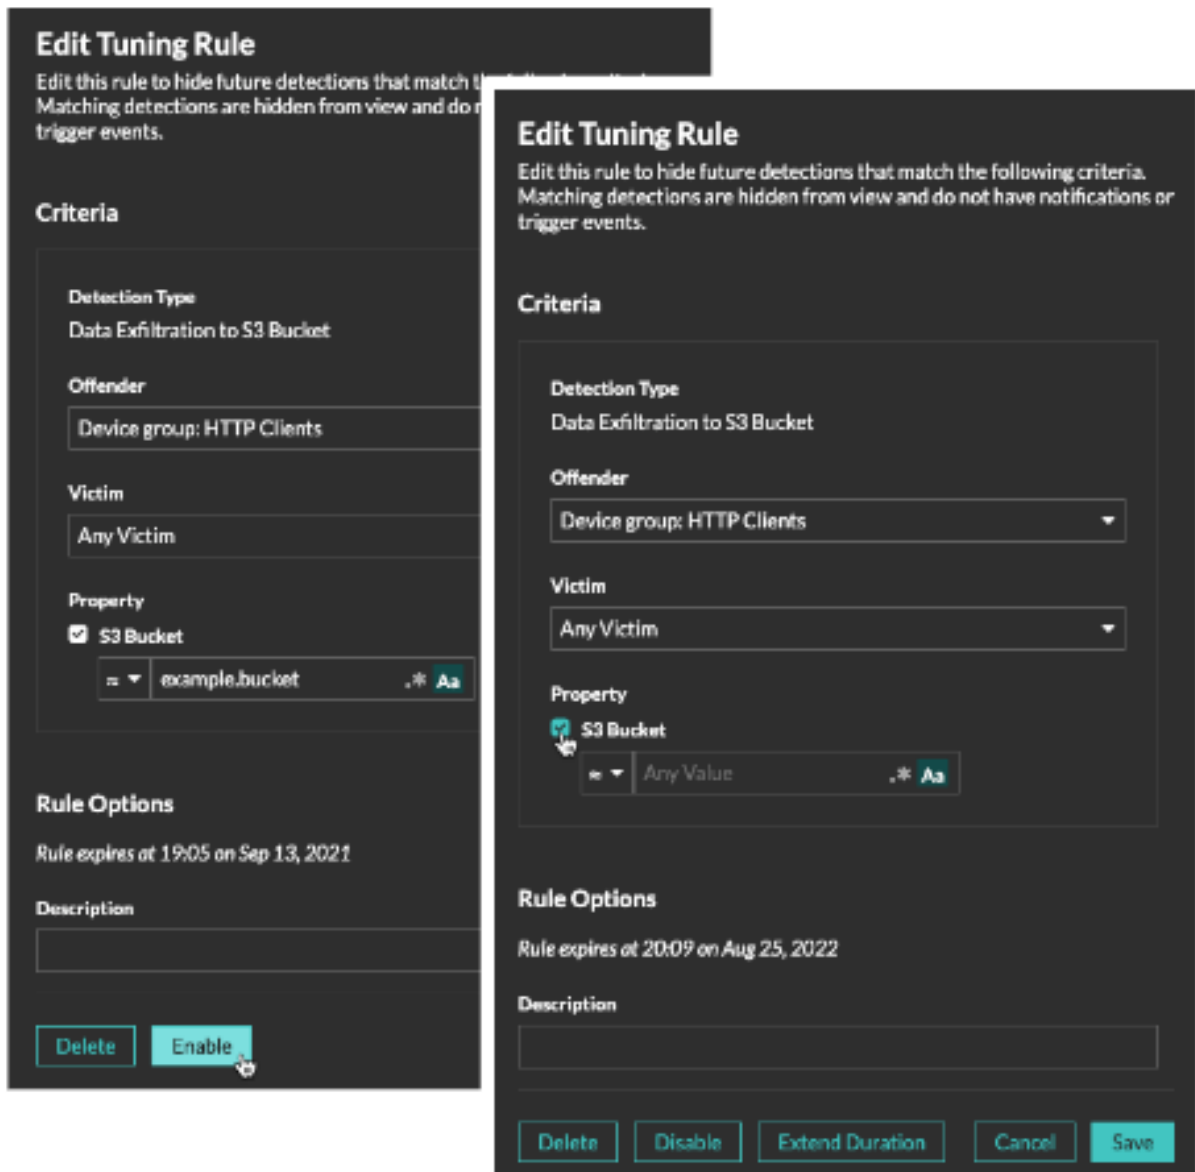 Edit Tuning Rule
Edit this rule to hide future detections that match
Matching detections are hidden from view and do
trigger events.
Criteria
Detection Type
Data Exfiltration to S3 Bucket
Offender
Device group: HTTP Clients
Victim
Any Victim
Property
S3 Bucket
≈ example.bucket .* Aa
Rule Options
Rule expires at 19:05 on Sep 13, 2021
Description
Delete Enable
Edit Tuning Rule
Edit this rule to hide future detections that match the following criteria.
Matching detections are hidden from view and do not have notifications or
trigger events.
Criteria
Detection Type
Data Exfiltration to S3 Bucket
Offender
Device group: HTTP Clients
Victim
Any Victim
Property
S3 Bucket
≈ Any Value .* Aa
Rule Options
Rule expires at 20:09 on Aug 25, 2022
Description
Delete Disable Extend Duration Cancel Save